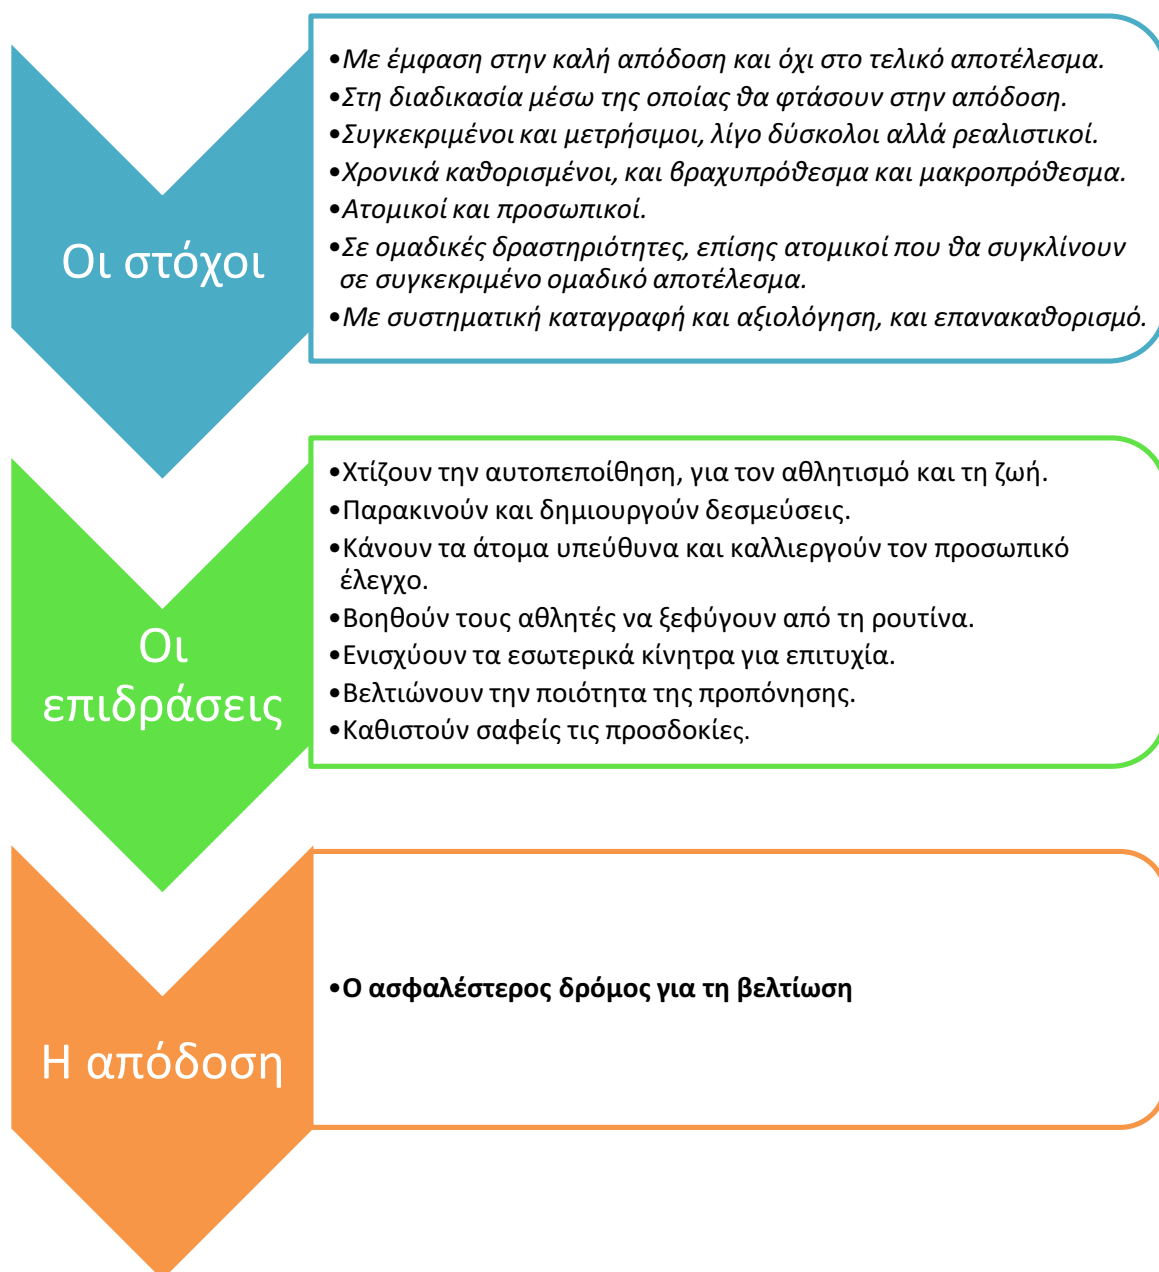 Οι στόχοι
•Με έμφαση στην καλή απόδοση και όχι στο τελικό αποτέλεσμα.
•Στη διαδικασία μέσω της οποίας θα φτάσουν στην απόδοση.
•Συγκεκριμένοι και μετρήσιμοι, λίγο δύσκολοι αλλά ρεαλιστικοί.
•Χρονικά καθορισμένοι, και βραχυπρόθεσμα και μακροπρόθεσμα.
•Ατομικοί και προσωπικοί.
•Σε ομαδικές δραστηριότητες, επίσης ατομικοί που θα συγκλίνουν
σε συγκεκριμένο ομαδικό αποτέλεσμα.
•Με συστηματική καταγραφή και αξιολόγηση, και επανακαθορισμό.
Οι
επιδράσεις
•Χτίζουν την αυτοπεποίθηση, για τον αθλητισμό και τη ζωή.
•Παρακινούν και δημιουργούν δεσμεύσεις.
•Κάνουν τα άτομα υπεύθυνα και καλλιεργούν τον προσωπικό
έλεγχο.
•Βοηθούν τους αθλητές να ξεφύγουν από τη ρουτίνα.
•Ενισχύουν τα εσωτερικά κίνητρα για επιτυχία.
•Βελτιώνουν την ποιότητα της προπόνησης.
•Καθιστούν σαφείς τις προσδοκίες.
Η απόδοση
•Ο ασφαλέστερος δρόμος για τη βελτίωση